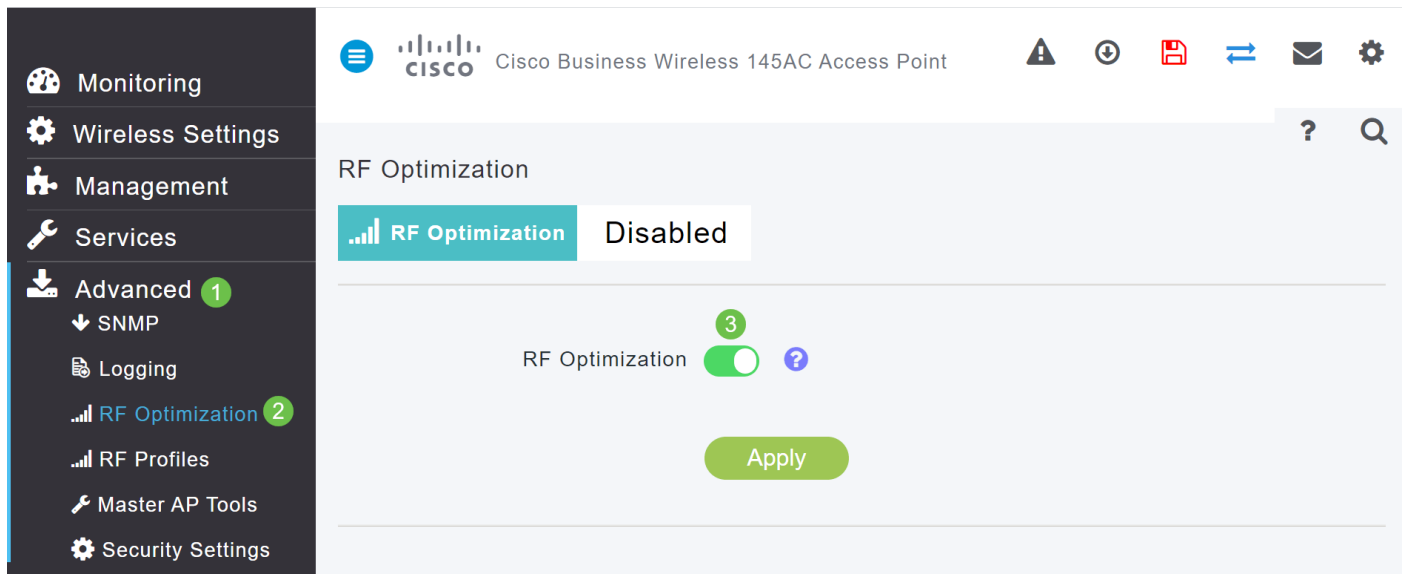 Monitoring
Wireless Settings
Management
Services
Advanced 1
SNMP
Logging
RF Optimization 2
RF Profiles
Master AP Tools
Security Settings
CISCO Cisco Business Wireless 145AC Access Point
?
RF Optimization
RF Optimization Disabled
3
RF Optimization ?
Apply